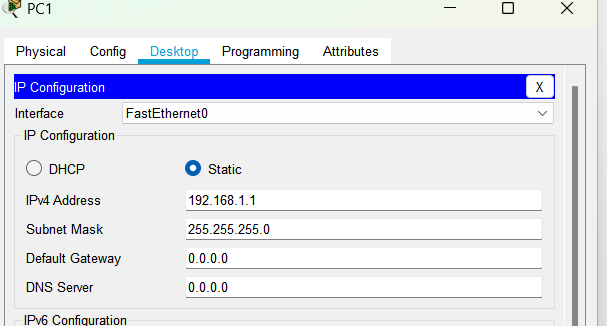 PC1
Physical Config Desktop Programming Attributes
IP Configuration X
Interface FastEthernet0
IP Configuration
DHCP Static
IPv4 Address 192.168.1.1
Subnet Mask 255.255.255.0
Default Gateway 0.0.0.0
DNS Server 0.0.0.0
IPv6 Configuration